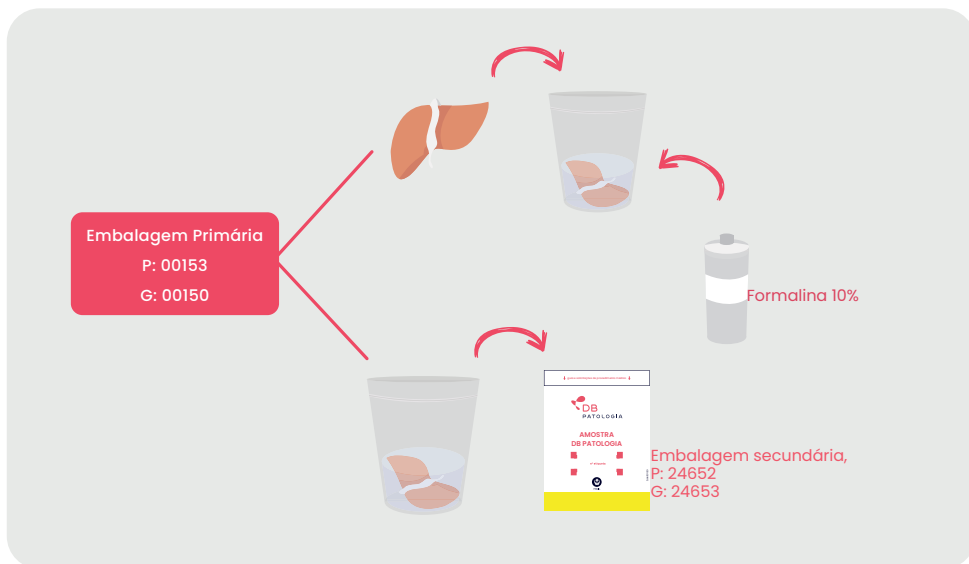 Embalagem Primária
P: 00153
G: 00150
Formalina 10%
DB
PATOLOGIA
AMOSTRA
DB PATOLOGIA
Embalagem secundária,
P: 24652
G: 24653